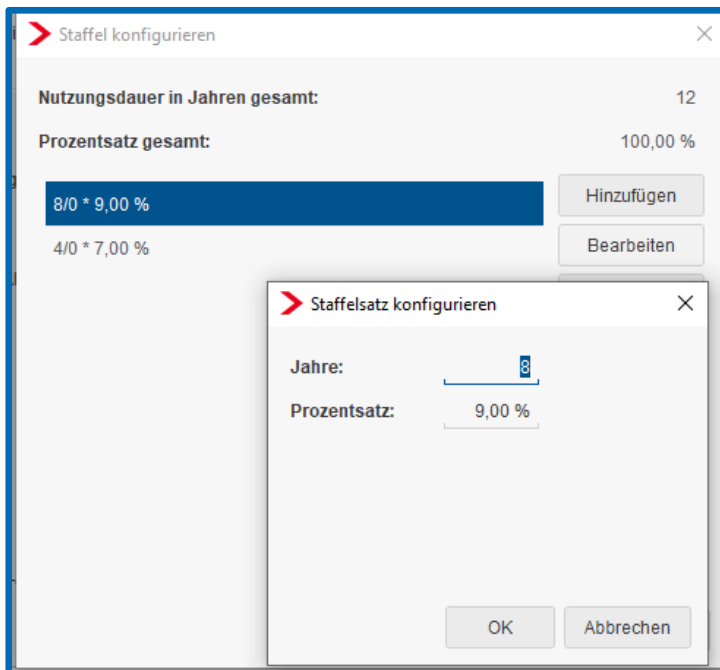 Staffel konfigurieren
Nutzungsdauer in Jahren gesamt: 12
Prozentsatz gesamt: 100,00 %
8/0 * 9,00 % Hinzufügen
4/0 * 7,00 % Bearbeiten
Staffelsatz konfigurieren
Jahre: 8
Prozentsatz: 9,00 %
OK Abbrechen